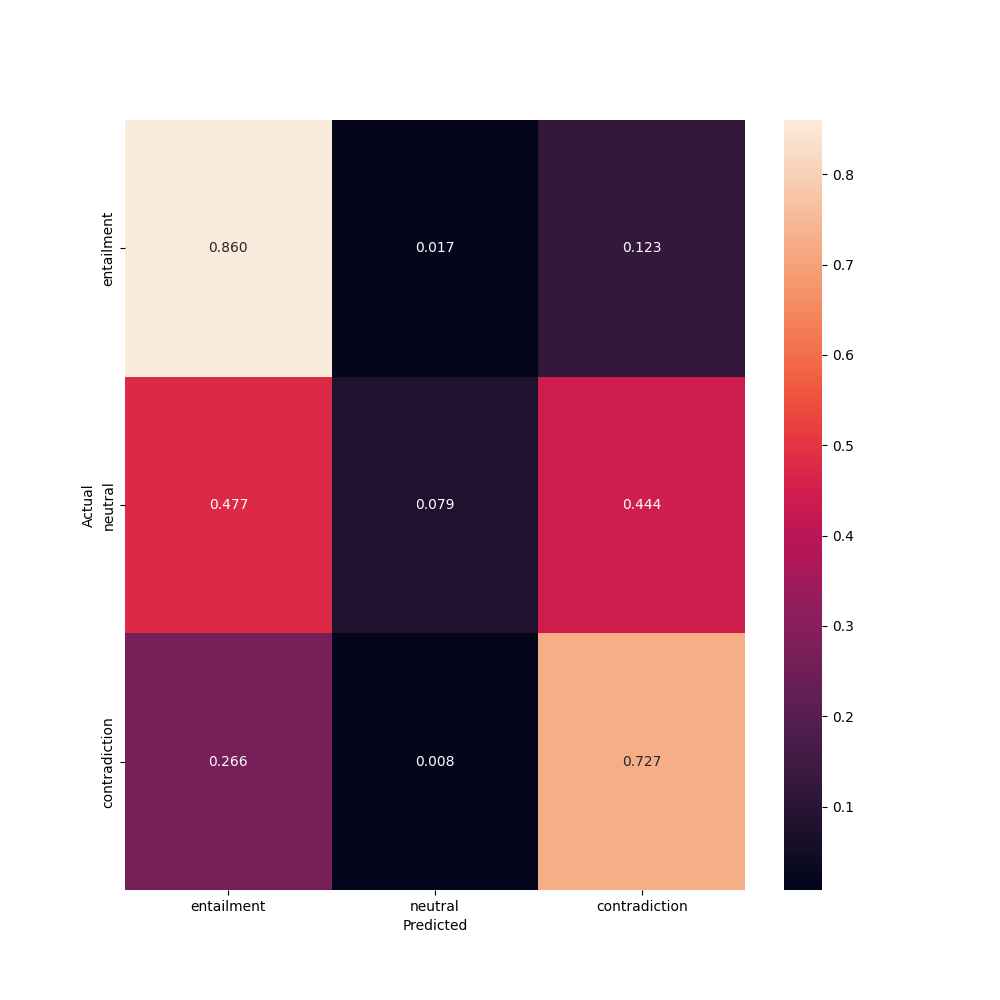 entailment
0.860
0.017
0.123
0.8
0.7
0.6
Actual
neutral
0.477
0.079
0.444
0.5
0.4
0.3
contradiction
0.266
0.008
0.727
0.2
0.1
entailment
neutral
contradiction
Predicted